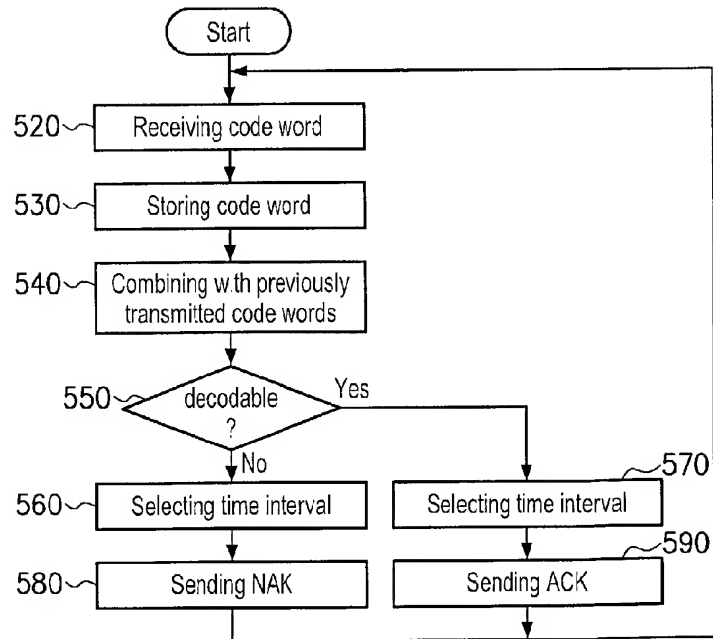 Start
520
Receiving code word
530
Storing code word
540
Combining w.th previously
transmitted code words
550
decodable
?
Yes
No
560
Selecting time interval
570
Selecting time interval
580
Sending NAK
590
Sending ACK